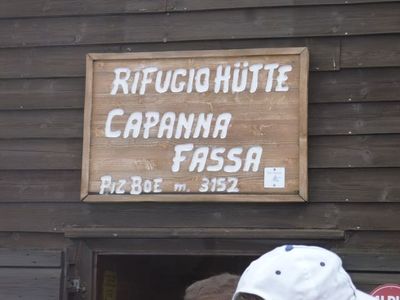 RIFUGIO HÜTTE
CAPANNA
FASSA
PIZ BOE m. 3152